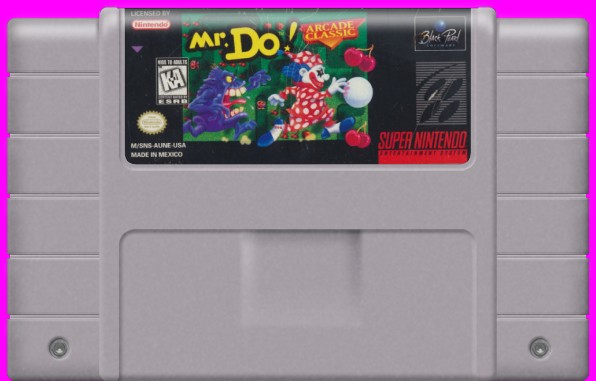 LICENSED BY
Nintendo
Mr. Do!
ARCADE
CLASSIC
Black Pearl
SOFTWARE
KIDS TO ADULTS
K-A
ESRB
M/SNS-AUNE-USA
MADE IN MEXICO
SUPER NINTENDO
ENTERTAINMENT SYSTEM